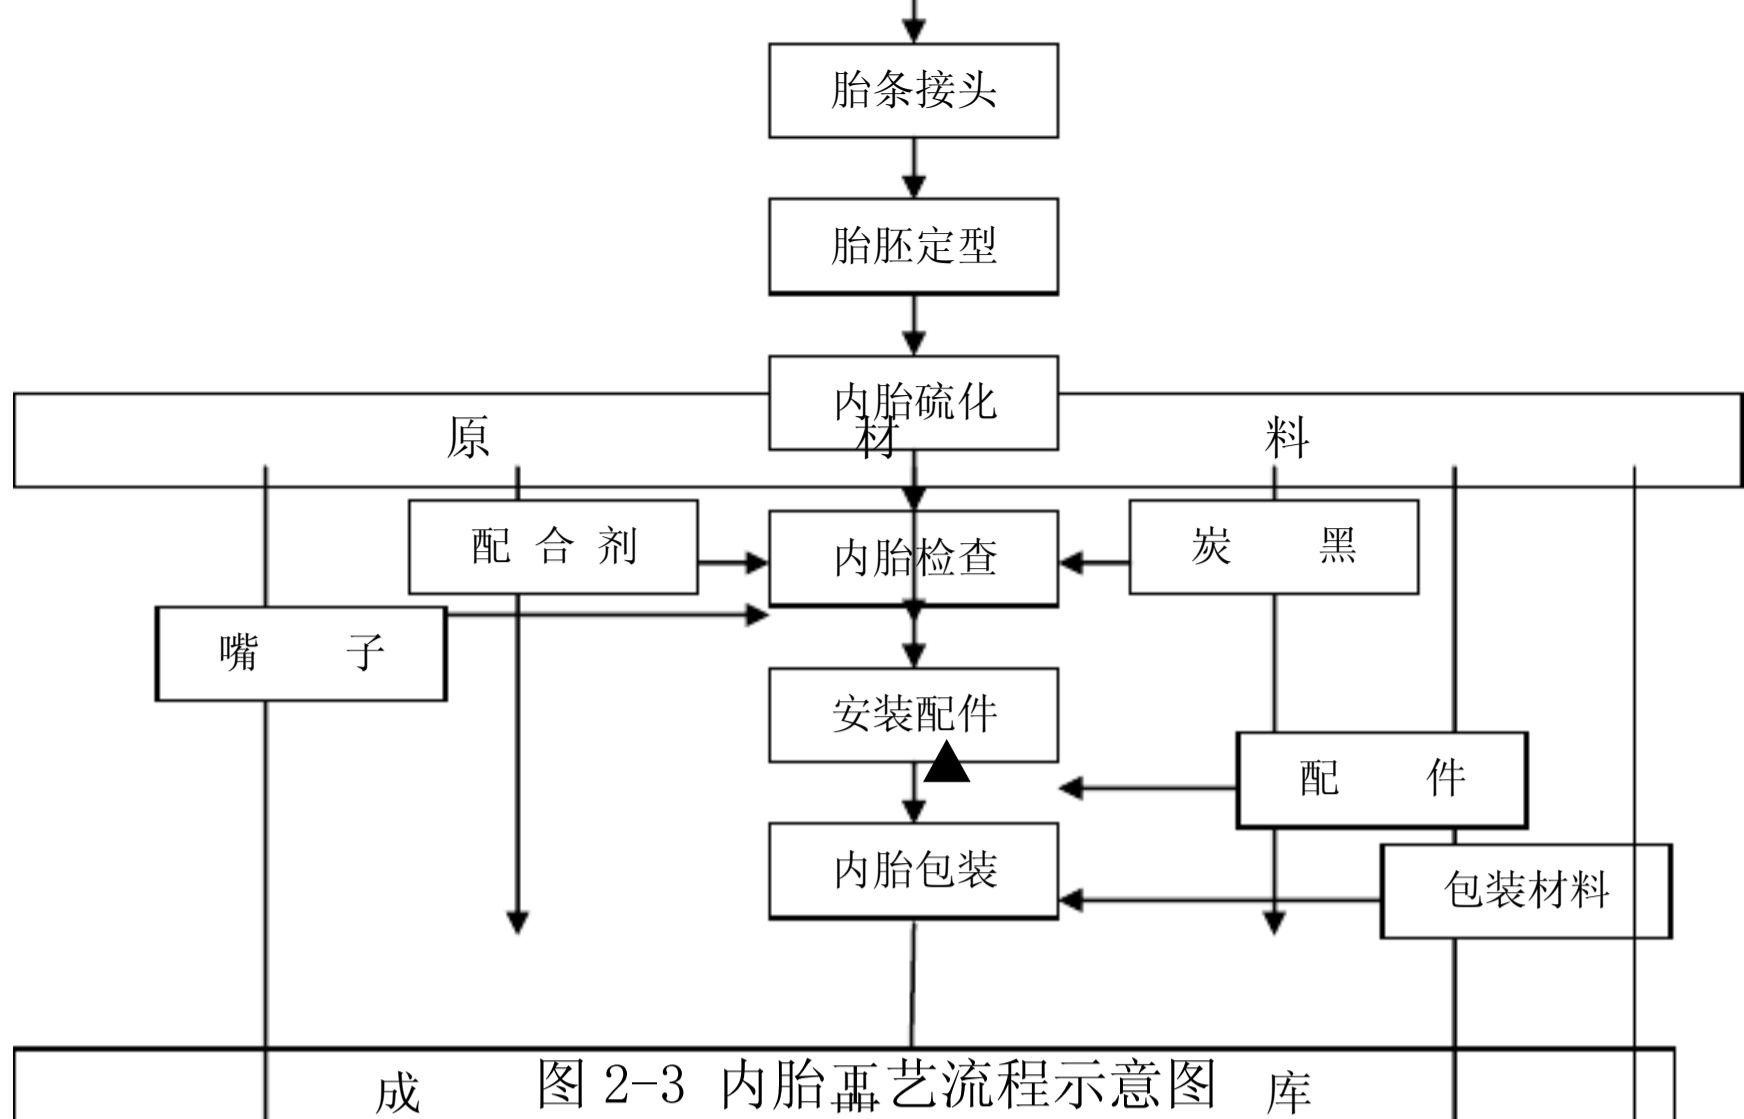 胎条接头
胎胚定型
内胎硫化
原 材 料
配 合 剂
内胎检查
炭 黑
嘴 子
安装配件
配 件
内胎包装
包装材料
图 2-3 内胎工艺流程示意图
成 品 库